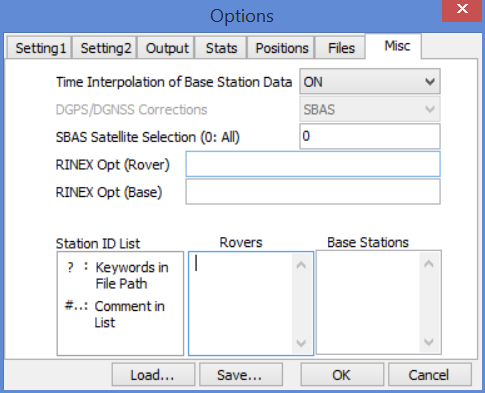 Options
Setting1 Setting2 Output Stats Positions Files Misc
Time Interpolation of Base Station Data ON
DGPS/DGNSS Corrections SBAS
SBAS Satellite Selection (0: All) 0
RINEX Opt (Rover)
RINEX Opt (Base)
Station ID List Rovers Base Stations
? : Keywords in
File Path
#..: Comment in
List
Load... Save... OK Cancel